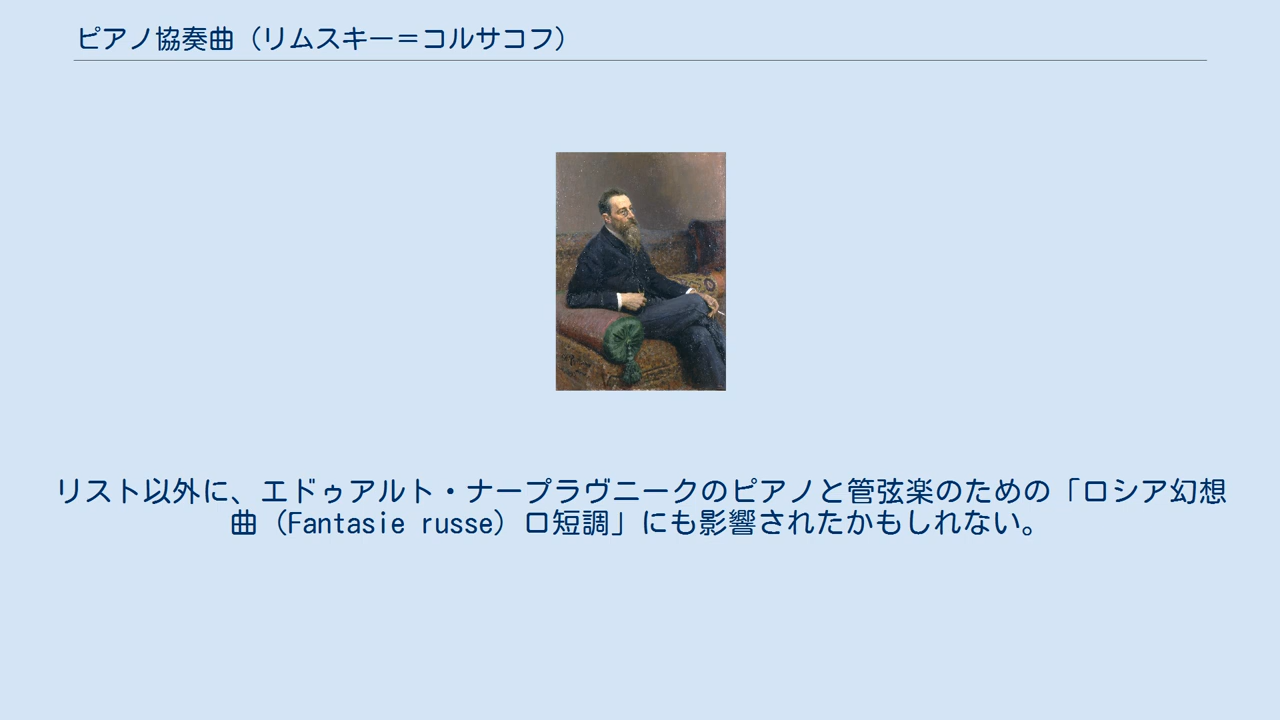 ピアノ協奏曲（リムスキー＝コルサコフ）
リスト以外に、エドゥアルト・ナープラヴニークのピアノと管弦楽のための「ロシア幻想
曲（Fantasie russe）ロ短調」にも影響されたかもしれない。